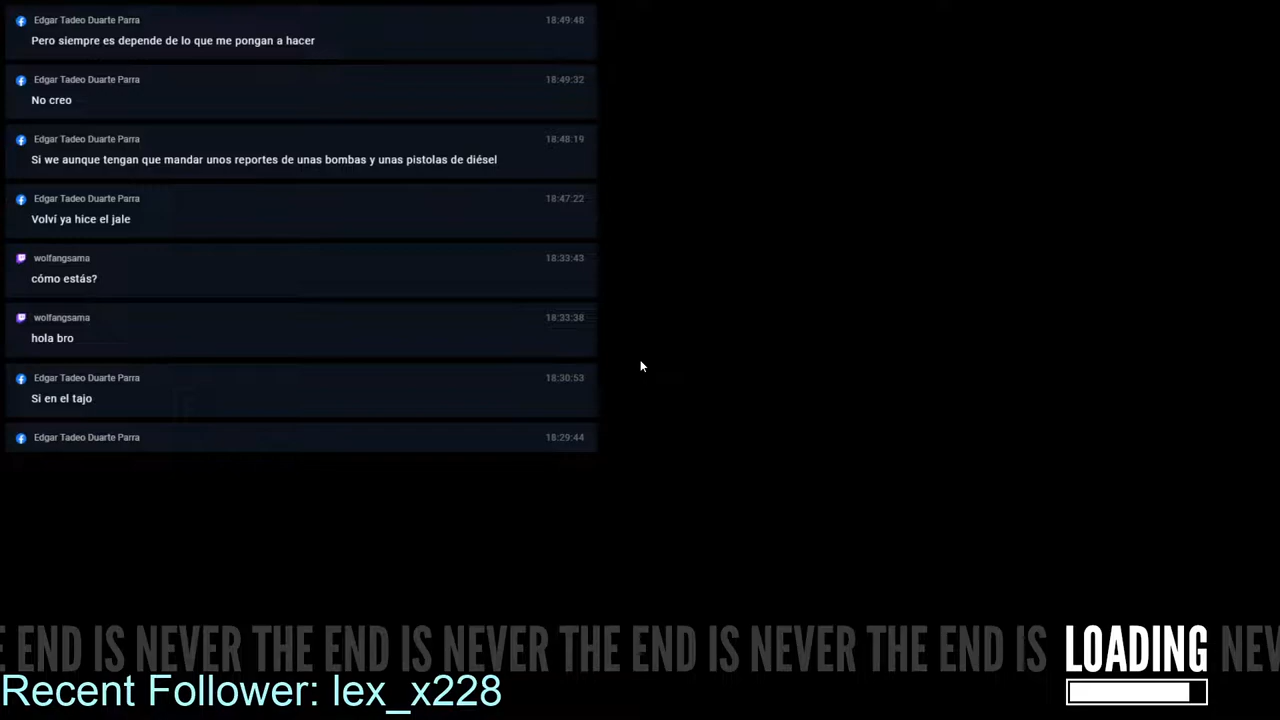 Edgar Tadeo Duarte Parra 18:49:48
Pero siempre es depende de lo que me pongan a hacer
Edgar Tadeo Duarte Parra 18:49:32
No creo
Edgar Tadeo Duarte Parra 18:48:19
Si we aunque tengan que mandar unos reportes de unas bombas y unas pistolas de diésel
Edgar Tadeo Duarte Parra 18:47:22
Volví ya hice el jale
wolfangsama 18:33:43
cómo estás?
wolfangsama 18:33:38
hola bro
Edgar Tadeo Duarte Parra 18:30:53
Si en el tajo
Edgar Tadeo Duarte Parra 18:29:44
E END IS NEVER THE END IS NEVER THE END IS NEVER THE END IS LOADING NEV
Recent Follower: lex_x228